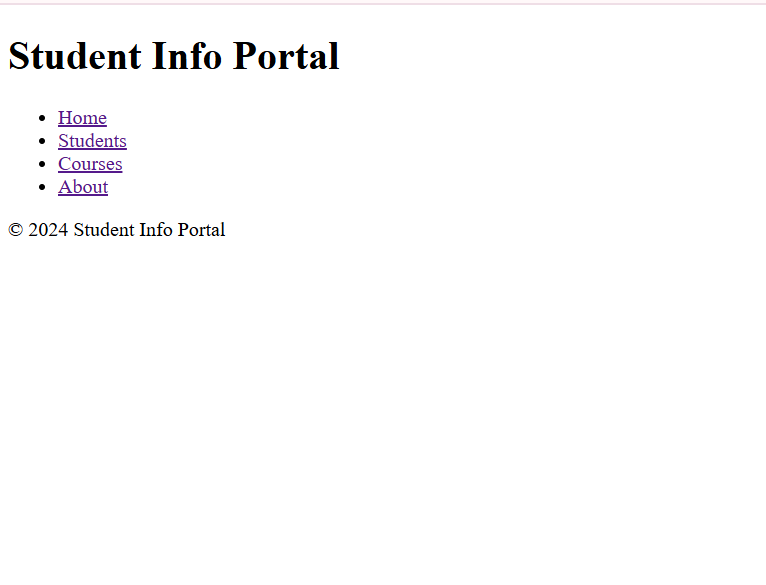 Student Info Portal
Home
Students
Courses
About
© 2024 Student Info Portal